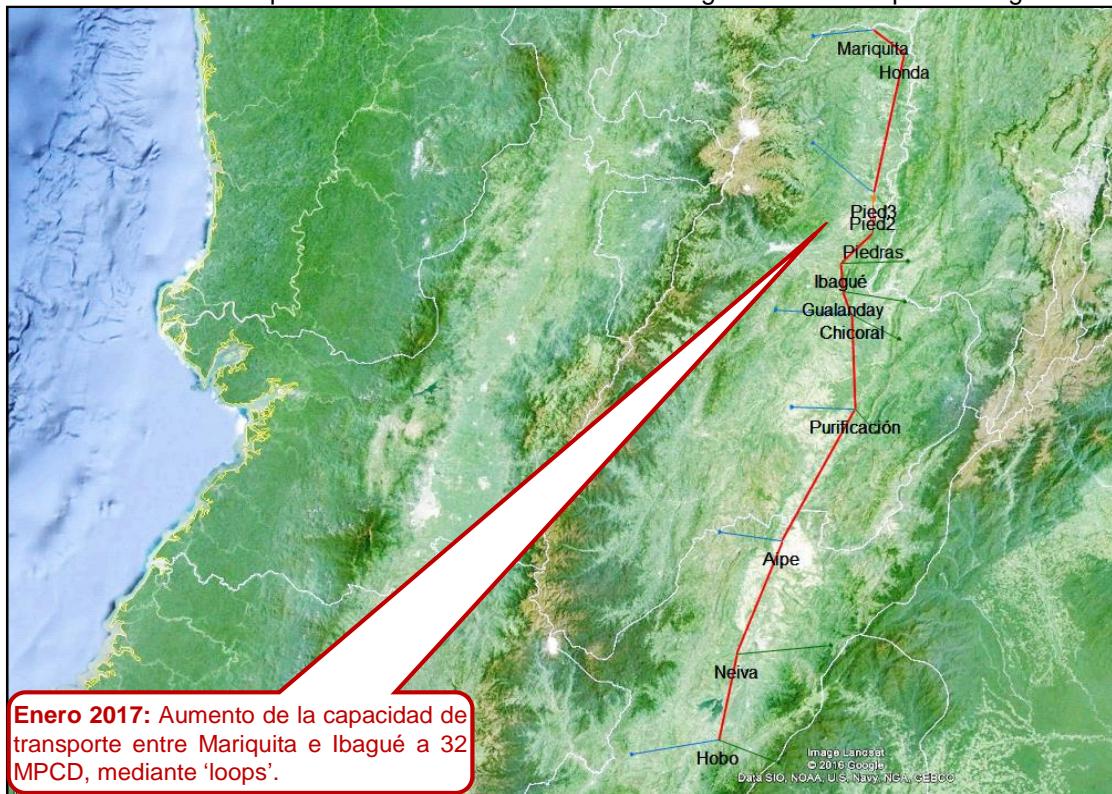 Mariquita
Honda
Pied3
Pied2
Piedras
Ibagué
Gualanday
Chicoral
Purificación
Aipe
Neiva
Hobo
Enero 2017: Aumento de la capacidad de
transporte entre Mariquita e Ibagué a 32
MPCD, mediante ‘loops’.
Image Landsat
© 2016 Google
Data SIO, NOAA, U.S. Navy, NGA, GEBCO